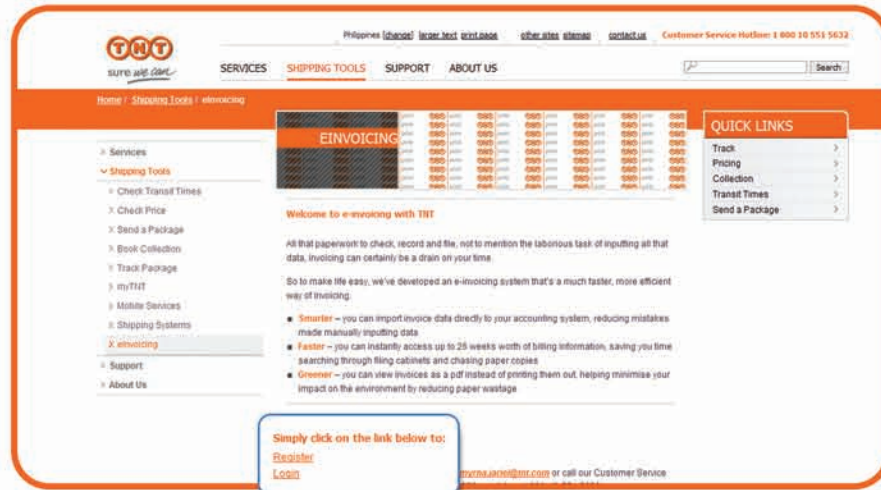 Philippines [change] larger text print page other sites sitemap contact us Customer Service Hotline: 1 800 10 551 5632
TNT
sure we can
SERVICES SHIPPING TOOLS SUPPORT ABOUT US
Search
Home / Shipping Tools / eInvoicing
EINVOICING
QUICK LINKS
Track
Pricing
Collection
Transit Times
Send a Package
Services
Shipping Tools
Check Transit Times
Check Price
Send a Package
Book Collection
Track Package
myTNT
Mobile Services
Shipping Systems
eInvoicing
Support
About Us
Welcome to e-invoicing with TNT
All that paperwork to check, record and file, not to mention the laborious task of inputting all that
data, invoicing can certainly be a drain on your time.
So to make life easy, we've developed an e-invoicing system that's a much faster, more efficient
way of invoicing.
■ Smarter – you can import invoice data directly to your accounting system, reducing mistakes
made manually inputting data
■ Faster – you can instantly access up to 25 weeks worth of billing information, saving you time
searching through filing cabinets and chasing paper copies
■ Greener – you can view invoices as a pdf instead of printing them out, helping minimise your
impact on the environment by reducing paper wastage
Simply click on the link below to:
Register
Login
or call our Customer Service